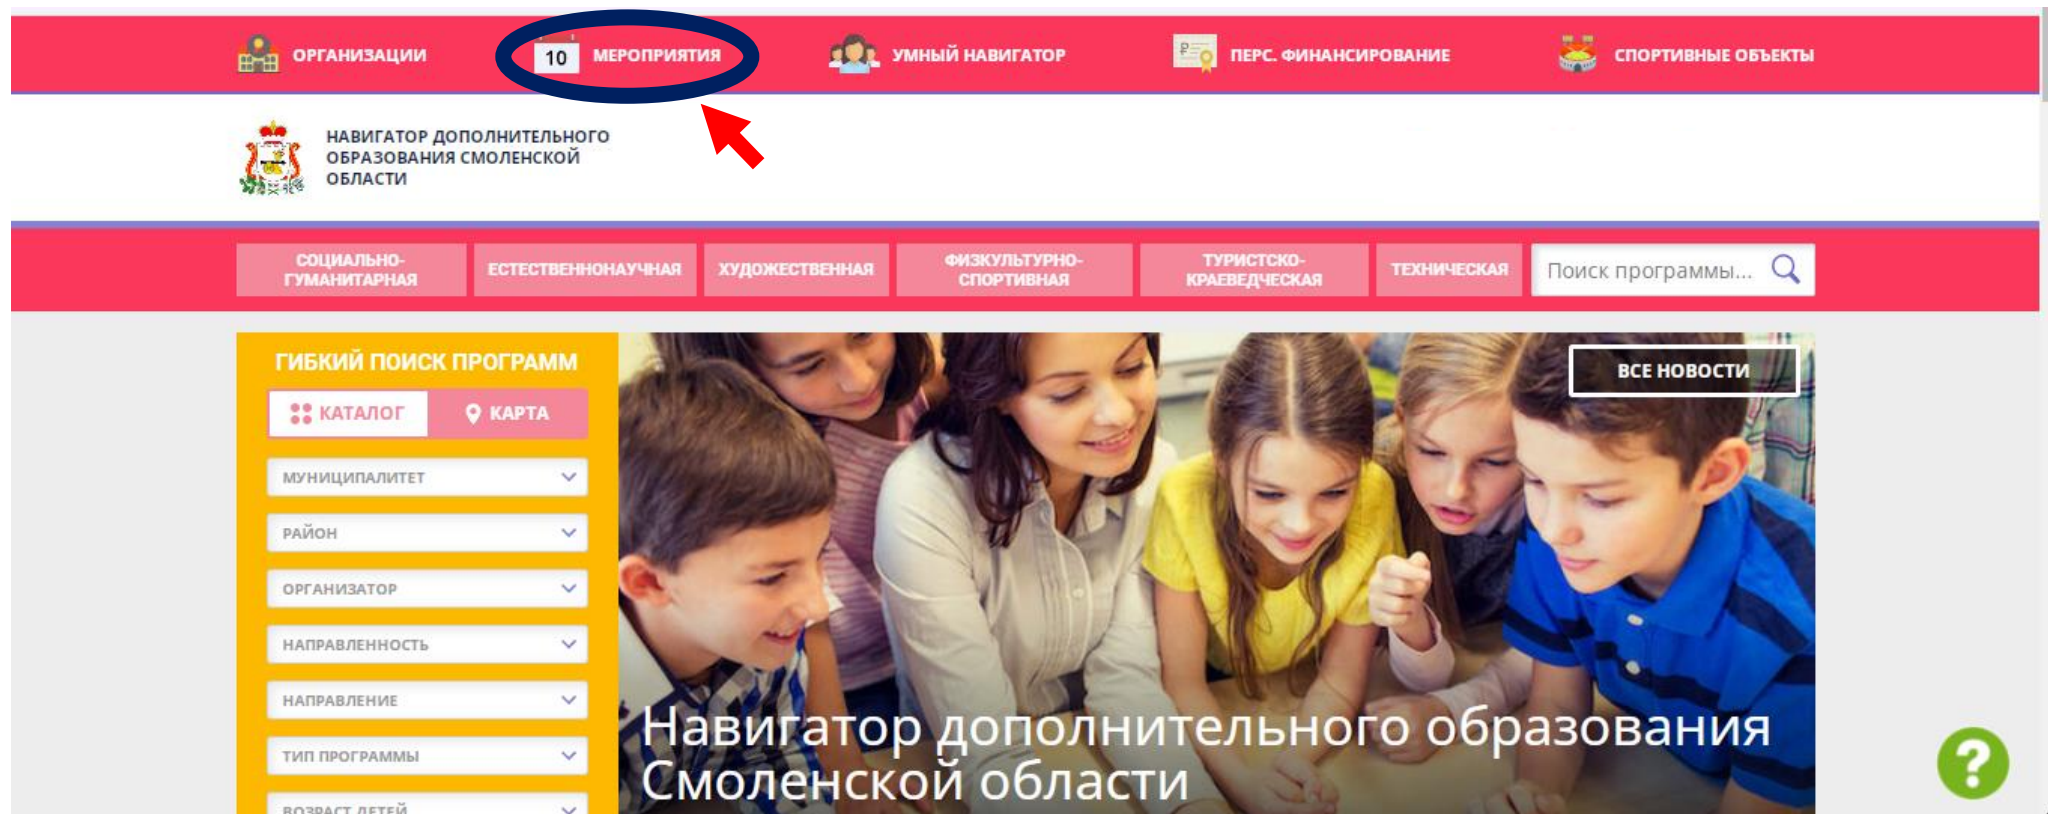 ОРГАНИЗАЦИИ
10 МЕРОПРИЯТИЯ
УМНЫЙ НАВИГАТОР
ПЕРС. ФИНАНСИРОВАНИЕ
СПОРТИВНЫЕ ОБЪЕКТЫ
НАВИГАТОР ДОПОЛНИТЕЛЬНОГО
ОБРАЗОВАНИЯ СМОЛЕНСКОЙ
ОБЛАСТИ
СОЦИАЛЬНО-
ГУМАНИТАРНАЯ
ЕСТЕСТВЕННОНАУЧНАЯ
ХУДОЖЕСТВЕННАЯ
ФИЗКУЛЬТУРНО-
СПОРТИВНАЯ
ТУРИСТСКО-
КРАЕВЕДЧЕСКАЯ
ТЕХНИЧЕСКАЯ
Поиск программы...
ГИБКИЙ ПОИСК ПРОГРАММ
КАТАЛОГ
КАРТА
МУНИЦИПАЛИТЕТ
РАЙОН
ОРГАНИЗАТОР
НАПРАВЛЕННОСТЬ
НАПРАВЛЕНИЕ
ТИП ПРОГРАММЫ
ВОЗРАСТ ДЕТЕЙ
ВСЕ НОВОСТИ
Навигатор дополнительного образования
Смоленской области
?